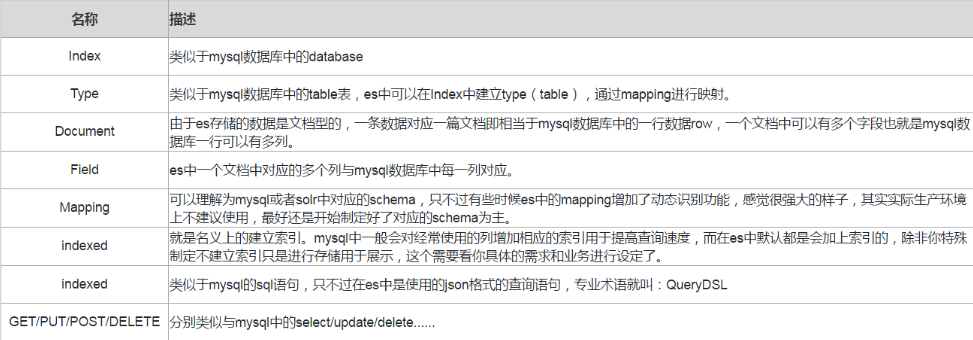 名称 描述
Index 类似于mysql数据库中的database
Type 类似于mysql数据库中的table表，es中可以在Index中建立type（table），通过mapping进行映射。
Document 由于es存储的数据是文档型的，一条数据对应一篇文档即相当于mysql数据库中的一行数据row，一个文档中可以有多个字段也就是mysql数
据库一行可以有多列。
Field es中一个文档中对应的多个列与mysql数据库中每一列对应。
Mapping 可以理解为mysql或者solr中对应的schema，只不过有些时候es中的mapping增加了动态识别功能，感觉很强大的样子，其实实际生产环境
上不建议使用，最好还是开始制定好了对应的schema为主。
indexed 就是名义上的建立索引。mysql中一般会对经常使用的列增加相应的索引用于提高查询速度，而在es中默认都是会加上索引的，除非你特殊
制定不建立索引只是进行存储用于展示，这个需要看你具体的需求和业务进行设定了。
indexed 类似于mysql的sql语句，只不过在es中是使用的json格式的查询语句，专业术语就叫：QueryDSL
GET/PUT/POST/DELETE 分别类似与mysql中的select/update/delete......